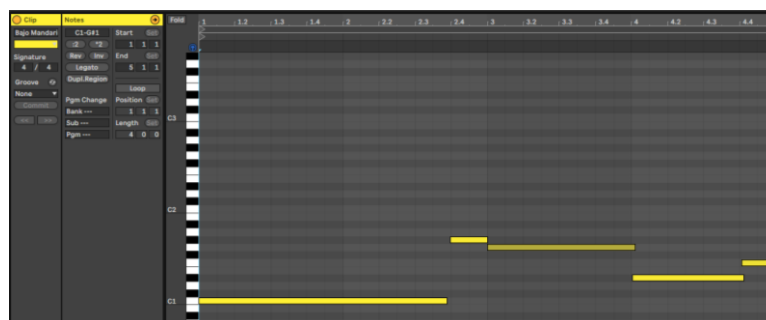 Clip
Bajo Mandari
Signature
4 / 4
Groove
None
Commit
<< >>
Notes
C1-G#1
:2 *2
Rev Inv
Legato
Dupl.Region
Pgm Change
Bank ---
Sub ---
Pgm ---
Start Set
1 1 1
End Set
5 1 1
Loop
Position Set
1 1 1
Length Set
4 0 0
Fold
1 1.2 1.3 1.4 2 2.2 2.3 2.4 3 3.2 3.3 3.4 4 4.2 4.3 4.4
C3
C2
C1